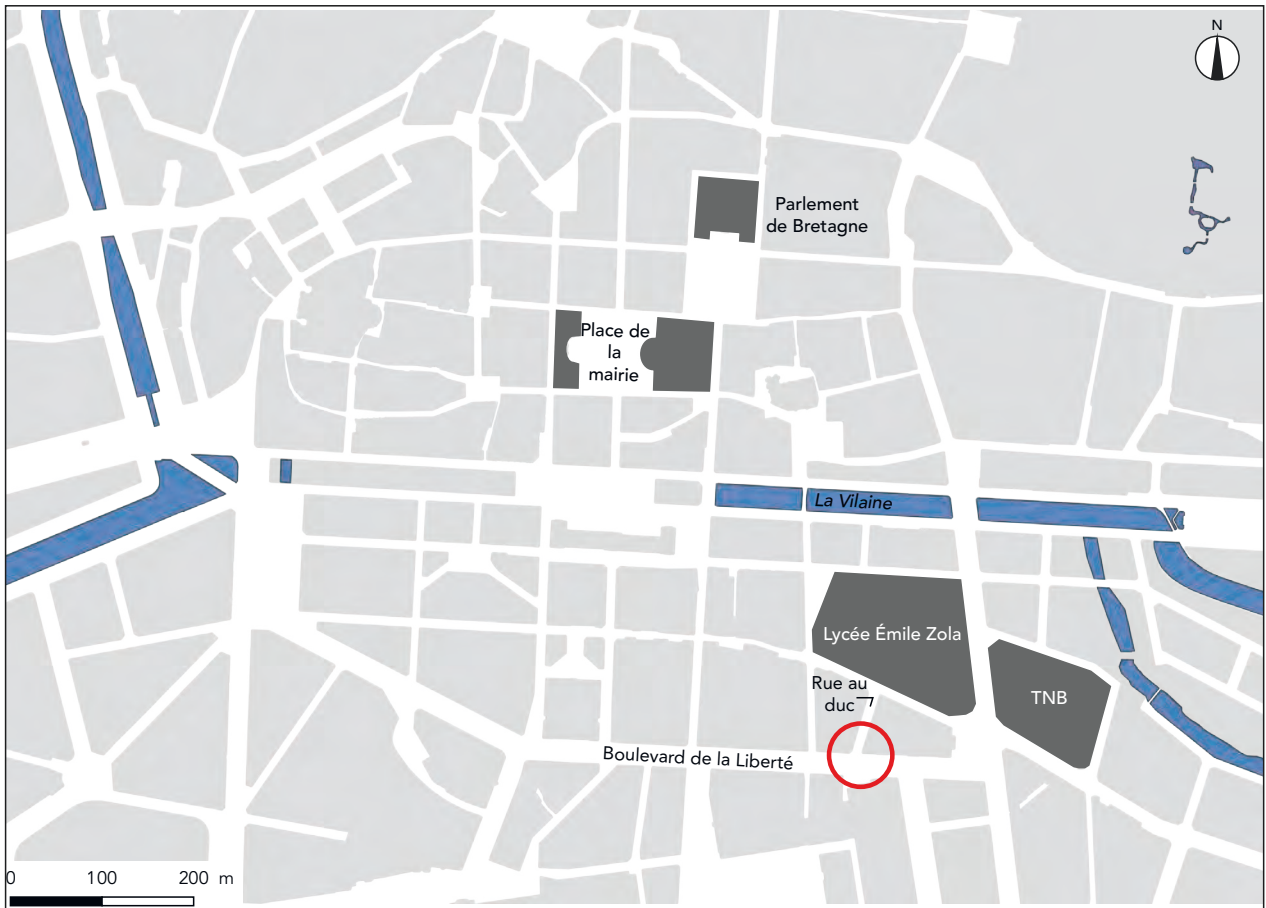 N
Parlement
de Bretagne
Place de
la
mairie
La Vilaine
Lycée Émile Zola
Rue au
duc
TNB
Boulevard de la Liberté
0 100 200 m